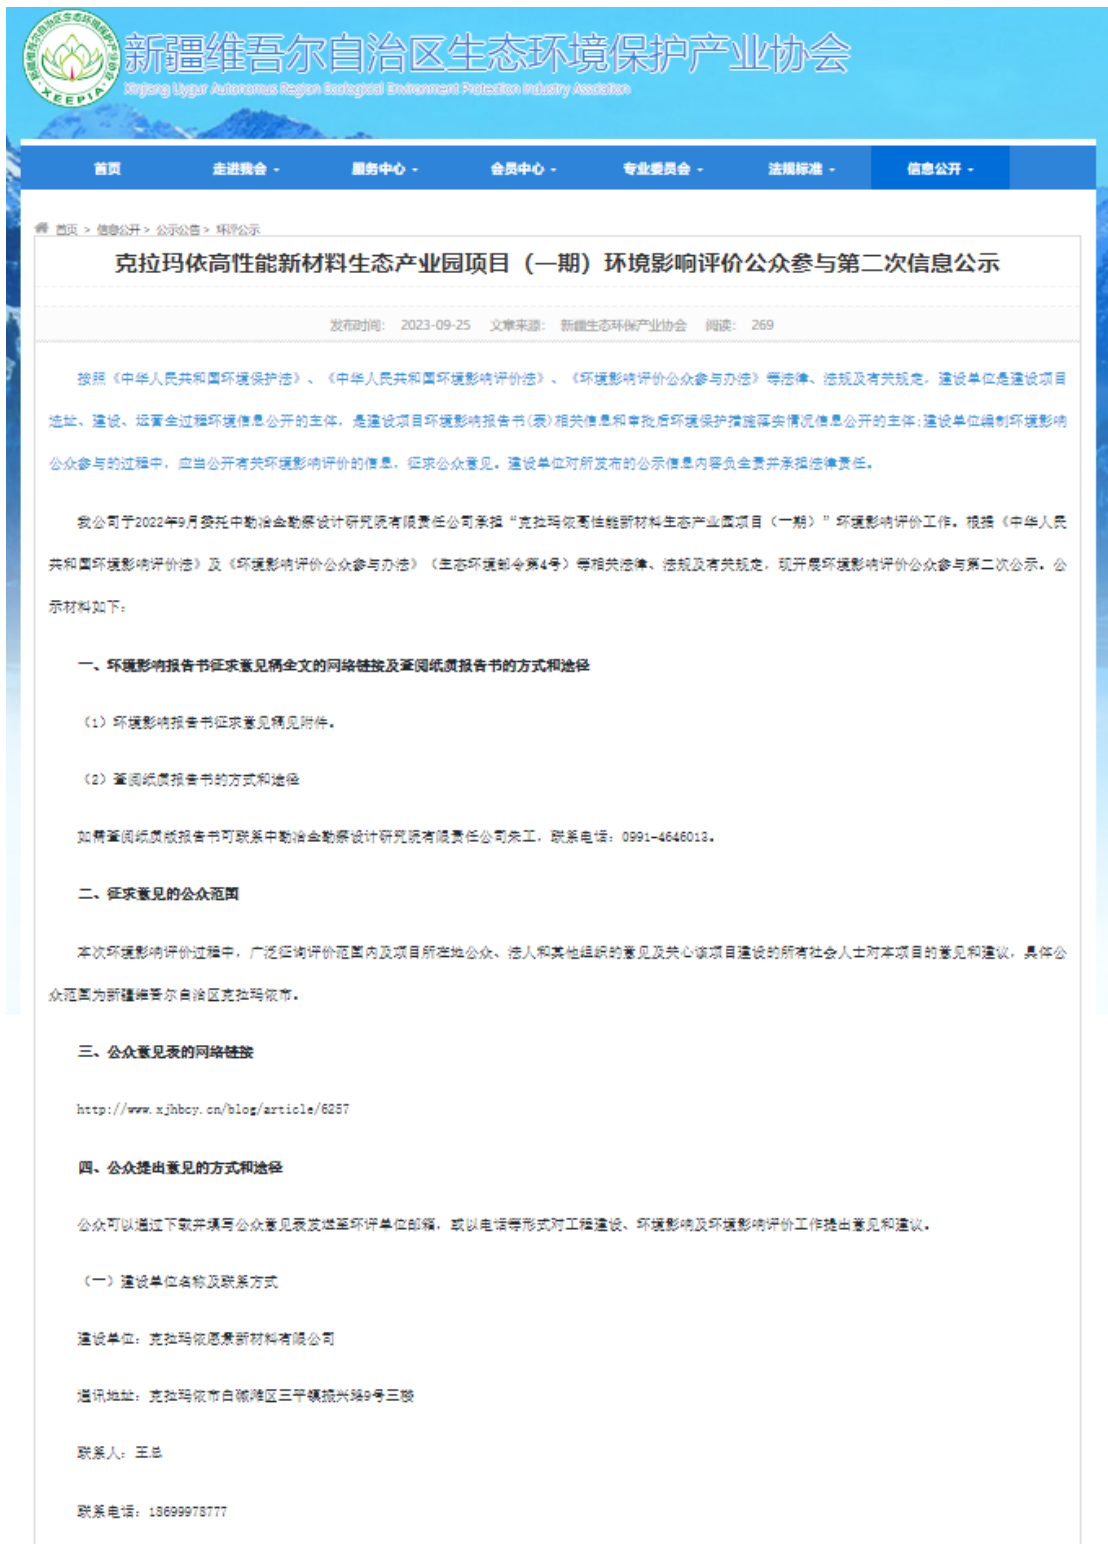 新疆维吾尔自治区生态环境保护产业协会
XEEPIA
Xinjiang Uygur Autonomous Region Ecological Environment Protection Industry Assciation
首页 走进我会 服务中心 会员中心 专业委员会 法规标准 信息公开
首页 > 信息公开 > 公示公告 > 环评公示
克拉玛依高性能新材料生态产业园项目（一期）环境影响评价公众参与第二次信息公示
发布时间： 2023-09-25 文章来源： 新疆生态环保产业协会 阅读： 269
按照《中华人民共和国环境保护法》、《中华人民共和国环境影响评价法》、《环境影响评价公众参与办法》等法律、法规及有关规定，建设单位是建设项目
选址、建设、运营全过程环境信息公开的主体，是建设项目环境影响报告书(表)相关信息和审批后环境保护措施落实情况信息公开的主体;建设单位编制环境影响
公众参与的过程中，应当公开有关环境影响评价的信息，征求公众意见。建设单位对所发布的公示信息内容负全责并承担法律责任。
我公司于2022年9月委托中勘冶金勘察设计研究院有限责任公司承担“克拉玛依高性能新材料生态产业园项目（一期）”环境影响评价工作。根据《中华人民
共和国环境影响评价法》及《环境影响评价公众参与办法》（生态环境部令第4号）等相关法律、法规及有关规定，现开展环境影响评价公众参与第二次公示。公
示材料如下：
一、环境影响报告书征求意见稿全文的网络链接及查阅纸质报告书的方式和途径
（1）环境影响报告书征求意见稿见附件。
（2）查阅纸质报告书的方式和途径
如需查阅纸质版报告书可联系中勘冶金勘察设计研究院有限责任公司朱工，联系电话：0991-4646013。
二、征求意见的公众范围
本次环境影响评价过程中，广泛征询评价范围内及项目所在地公众、法人和其他组织的意见及关心该项目建设的所有社会人士对本项目的意见和建议，具体公
众范围为新疆维吾尔自治区克拉玛依市。
三、公众意见表的网络链接
http://www.xjhbcy.cn/blog/article/6257
四、公众提出意见的方式和途径
公众可以通过下载并填写公众意见表发送至环评单位邮箱，或以电话等形式对工程建设、环境影响及环境影响评价工作提出意见和建议。
（一）建设单位名称及联系方式
建设单位：克拉玛依愿景新材料有限公司
通讯地址：克拉玛依市白碱滩区三平镇振兴路9号三楼
联系人：王总
联系电话：18699978777